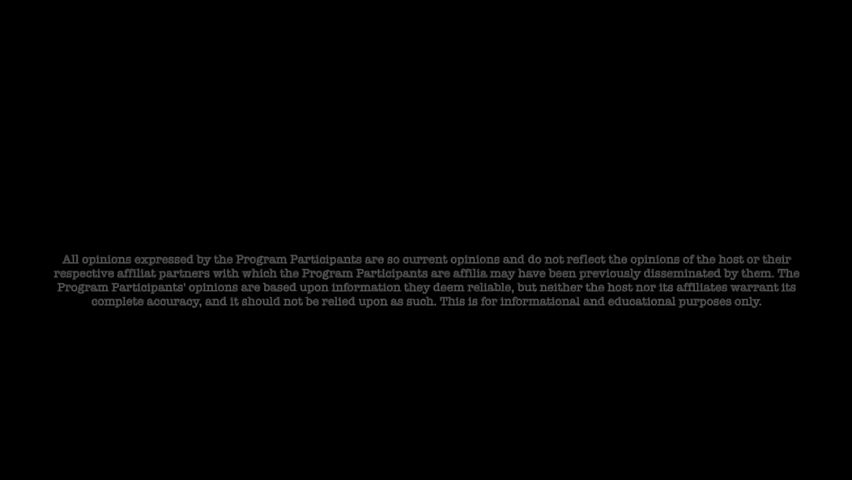 All opinions expressed by the Program Participants are so current opinions and do not reflect the opinions of the host or their
respective affiliat partners with which the Program Participants are affilia may have been previously disseminated by them. The
Program Participants' opinions are based upon information they deem reliable, but neither the host nor its affiliates warrant its
complete accuracy, and it should not be relied upon as such. This is for informational and educational purposes only.